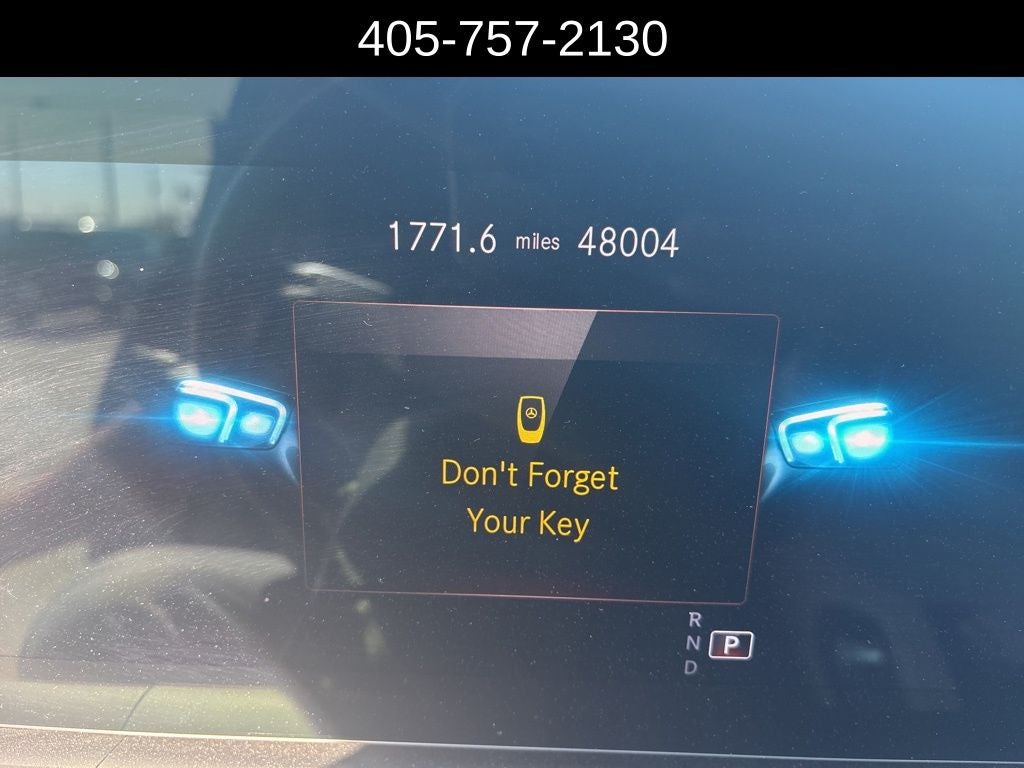 405-757-2130
1771.6 miles 48004
Don't Forget
Your Key
R
N P
D